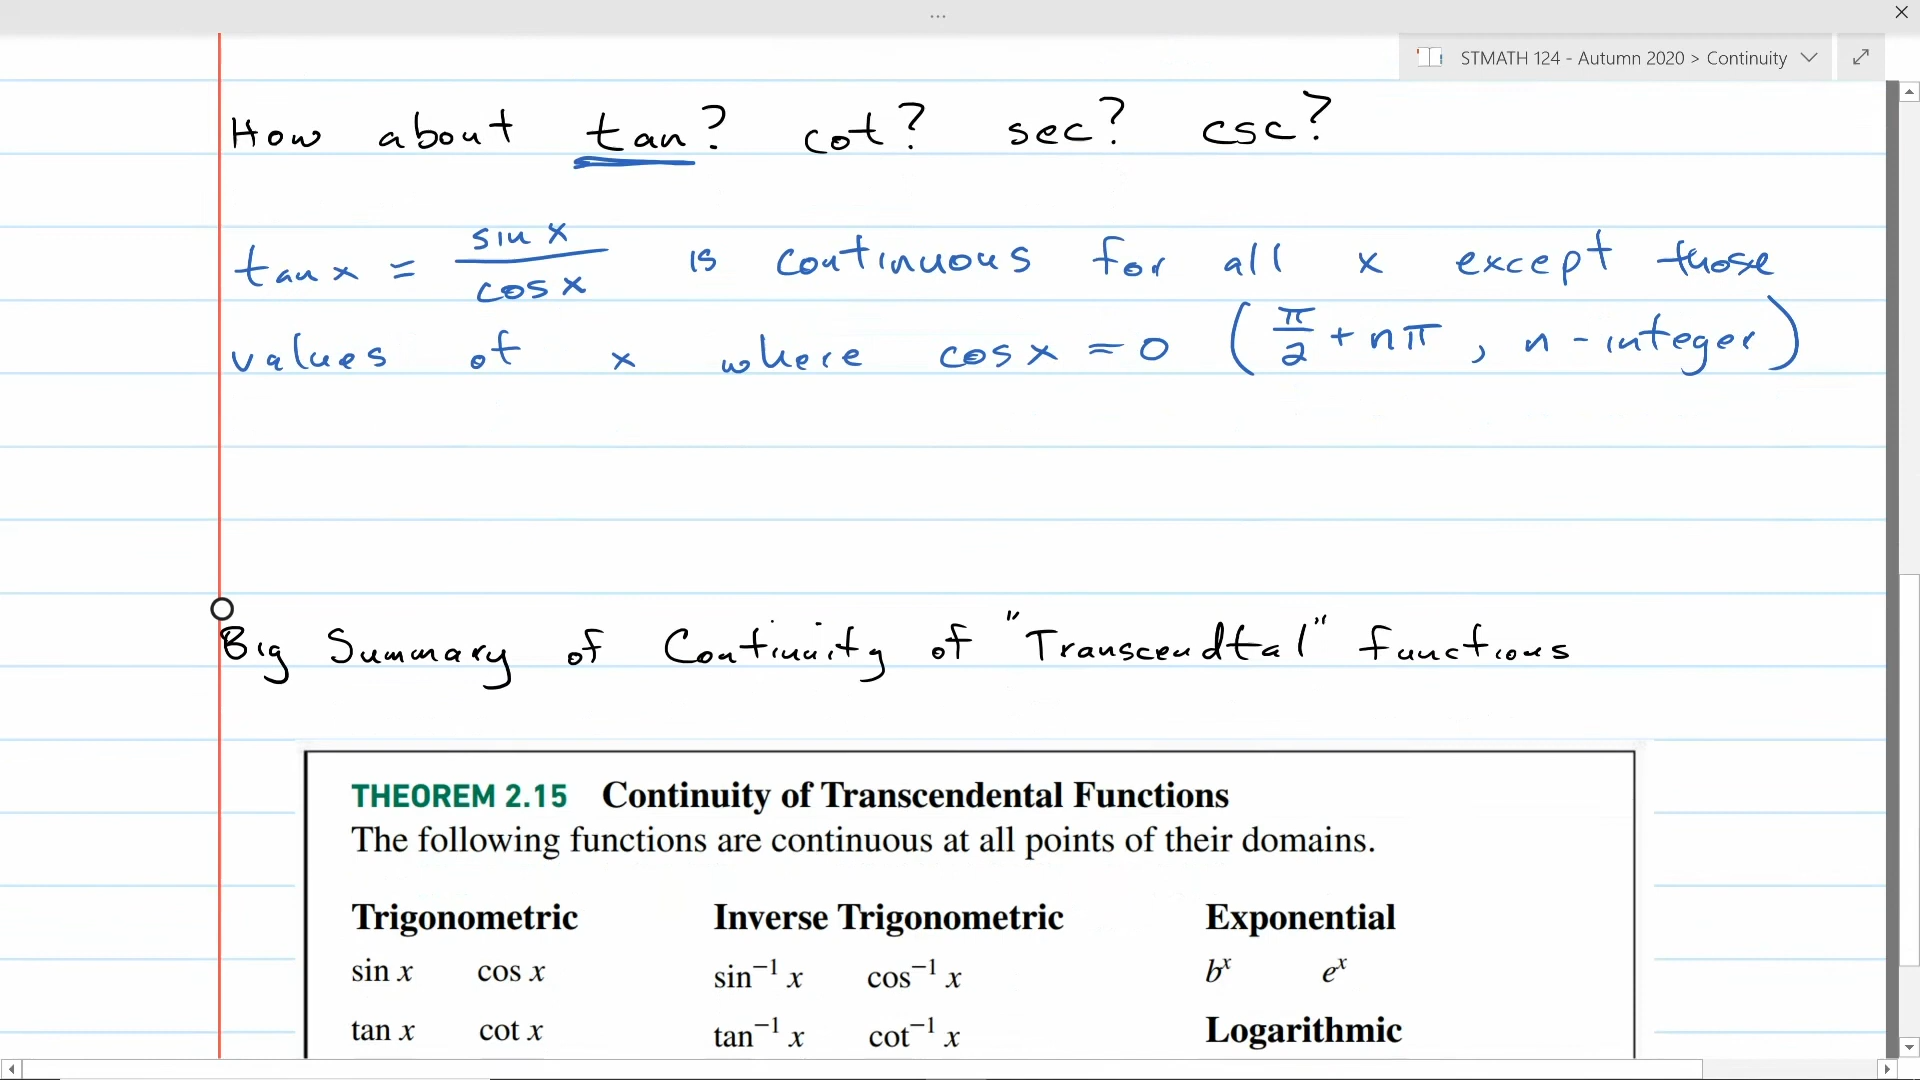 ...
STMATH 124 - Autumn 2020 > Continuity
How about tan? cot? sec? csc?
tan x = sin x / cos x is continuous for all x except those
values of x where cos x = 0 (π/2 + nπ, n - integer)
Big Summary of Continuity of "Transcendtal" functions
THEOREM 2.15 Continuity of Transcendental Functions
The following functions are continuous at all points of their domains.
Trigonometric Inverse Trigonometric Exponential
sin x cos x sin⁻¹ x cos⁻¹ x bˣ eˣ
tan x cot x tan⁻¹ x cot⁻¹ x Logarithmic